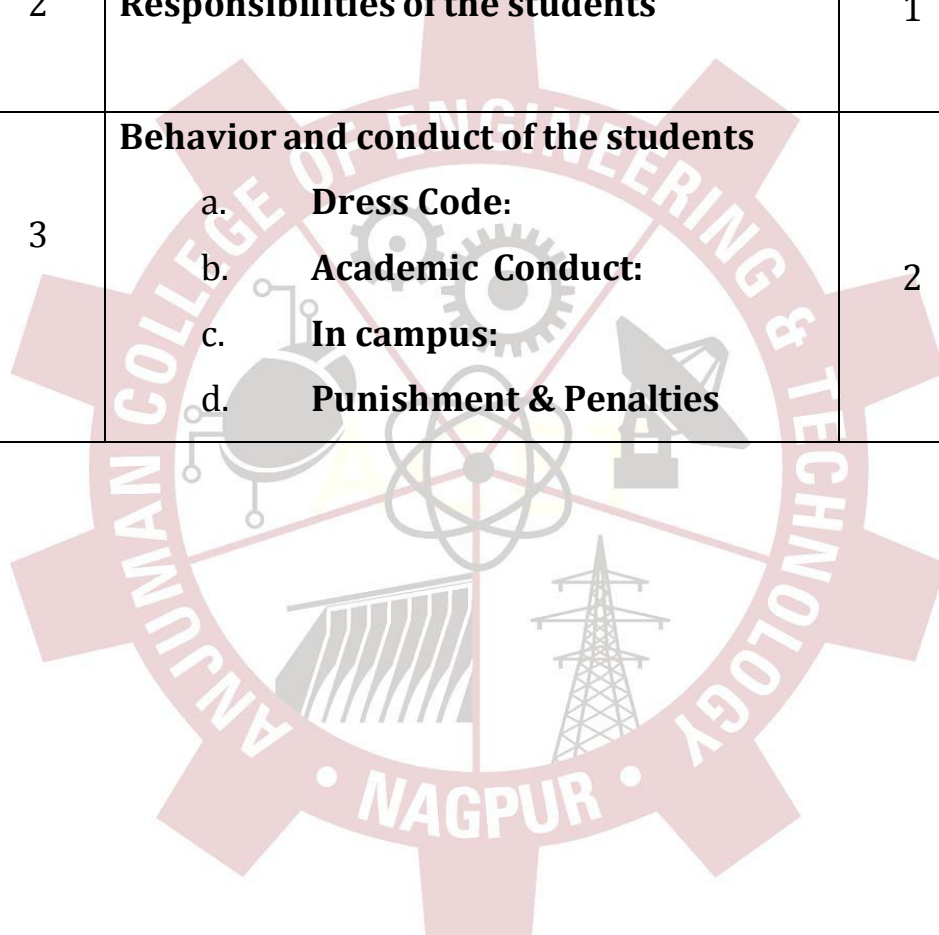 2 Responsibilities of the students 1
Behavior and conduct of the students
a. Dress Code:
3
b. Academic Conduct:
2
c. In campus:
d. Punishment & Penalties
ANJUMAN COLLEGE OF ENGINEERING & TECHNOLOGY
• NAGPUR •
ACET